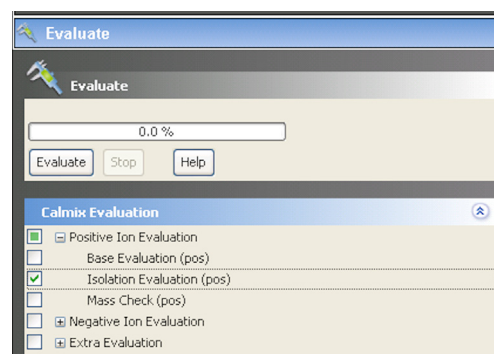 Evaluate
Evaluate
0.0 %
Evaluate Stop Help
Calmix Evaluation
Positive Ion Evaluation
Base Evaluation (pos)
Isolation Evaluation (pos)
Mass Check (pos)
Negative Ion Evaluation
Extra Evaluation